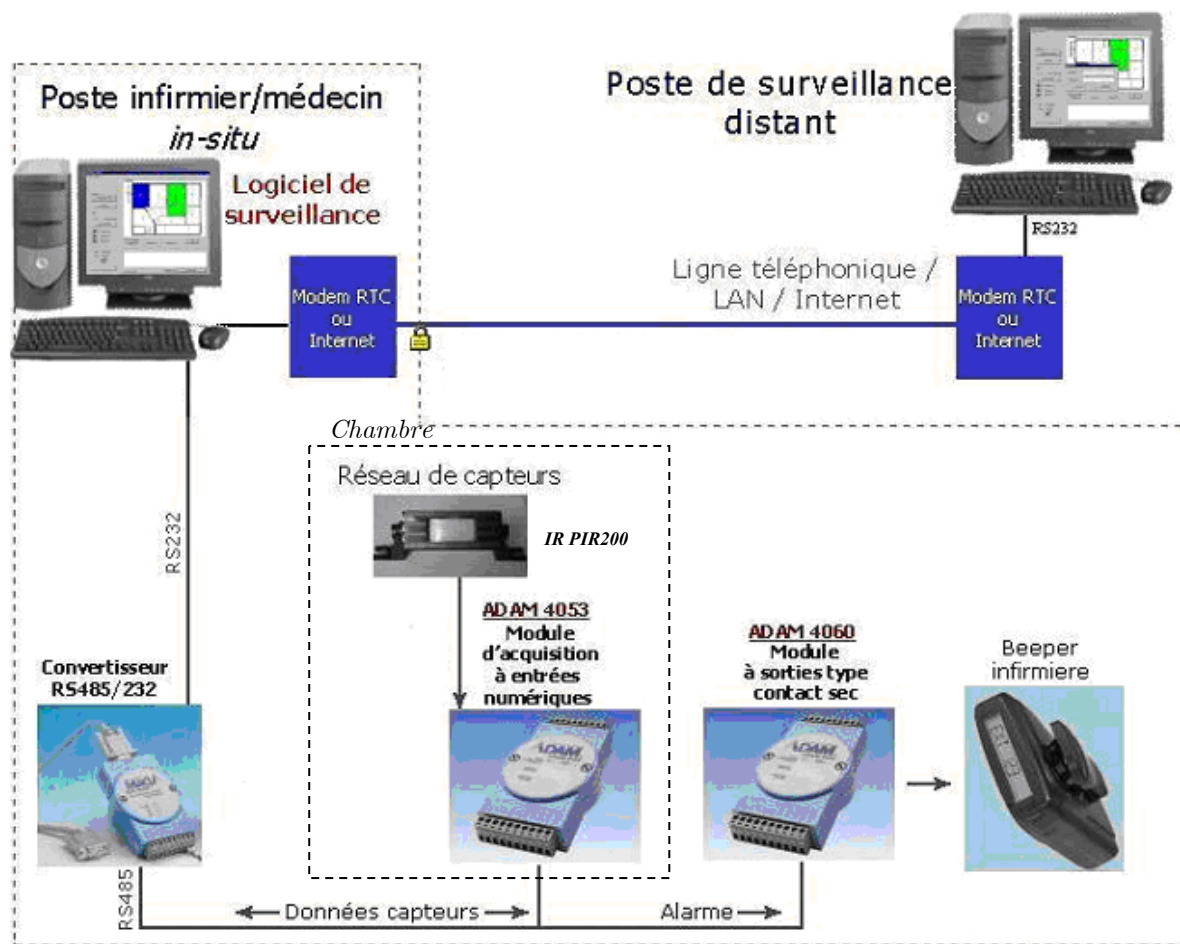 Poste infirmier/médecin
in-situ
Logiciel de
surveillance
Poste de surveillance
distant
RS232
Ligne téléphonique /
LAN / Internet
Modem RTC
ou
Internet
Modem RTC
ou
Internet
RS232
Chambre
Réseau de capteurs
IR PIR200
ADAM 4053
Module
d'acquisition
à entrées
numériques
ADAM 4060
Module
à sorties type
contact sec
Beeper
infirmiere
Convertisseur
RS485/232
ADAM
ADAM
RS485
Données capteurs
Alarme